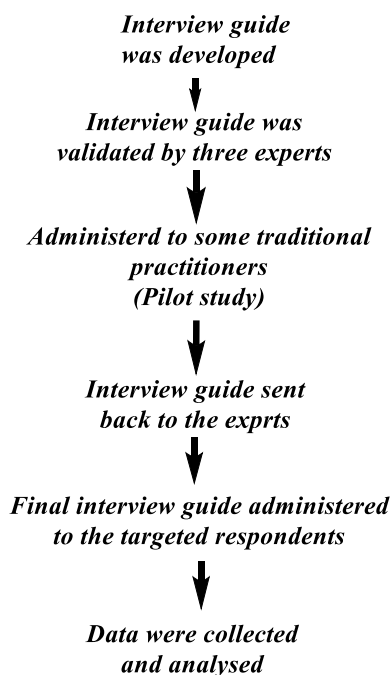 Interview guide
was developed
Interview guide was
validated by three experts
Administerd to some traditional
practitioners
(Pilot study)
Interview guide sent
back to the exprts
Final interview guide administered
to the targeted respondents
Data were collected
and analysed